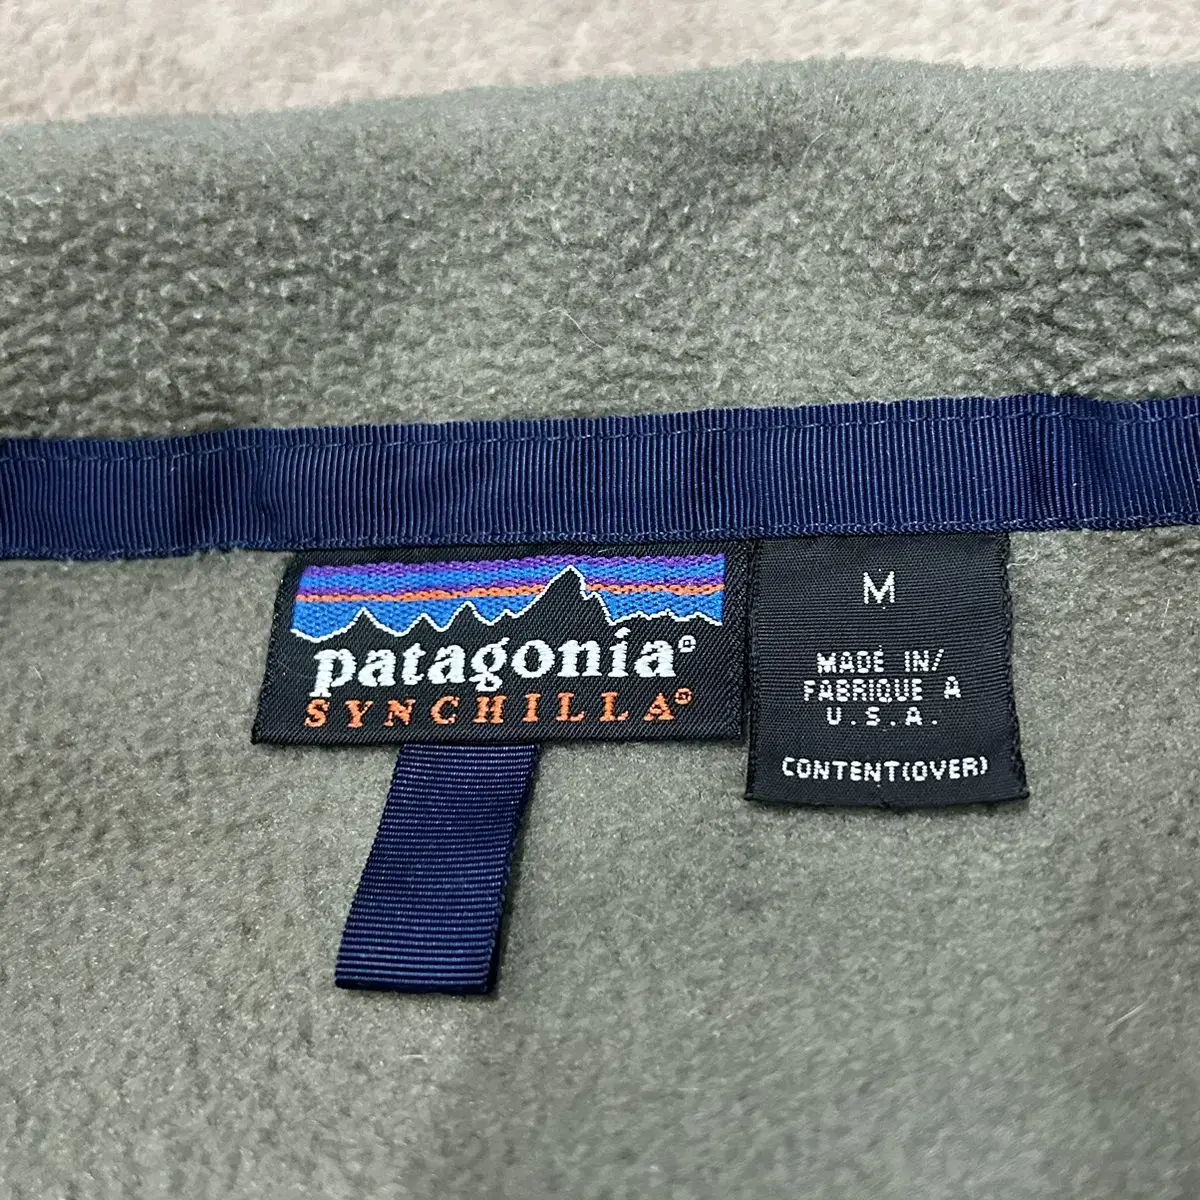 patagonia®
SYNCHILLA®
M
MADE IN/
FABRIQUE A
U.S.A.
CONTENT(OVER)